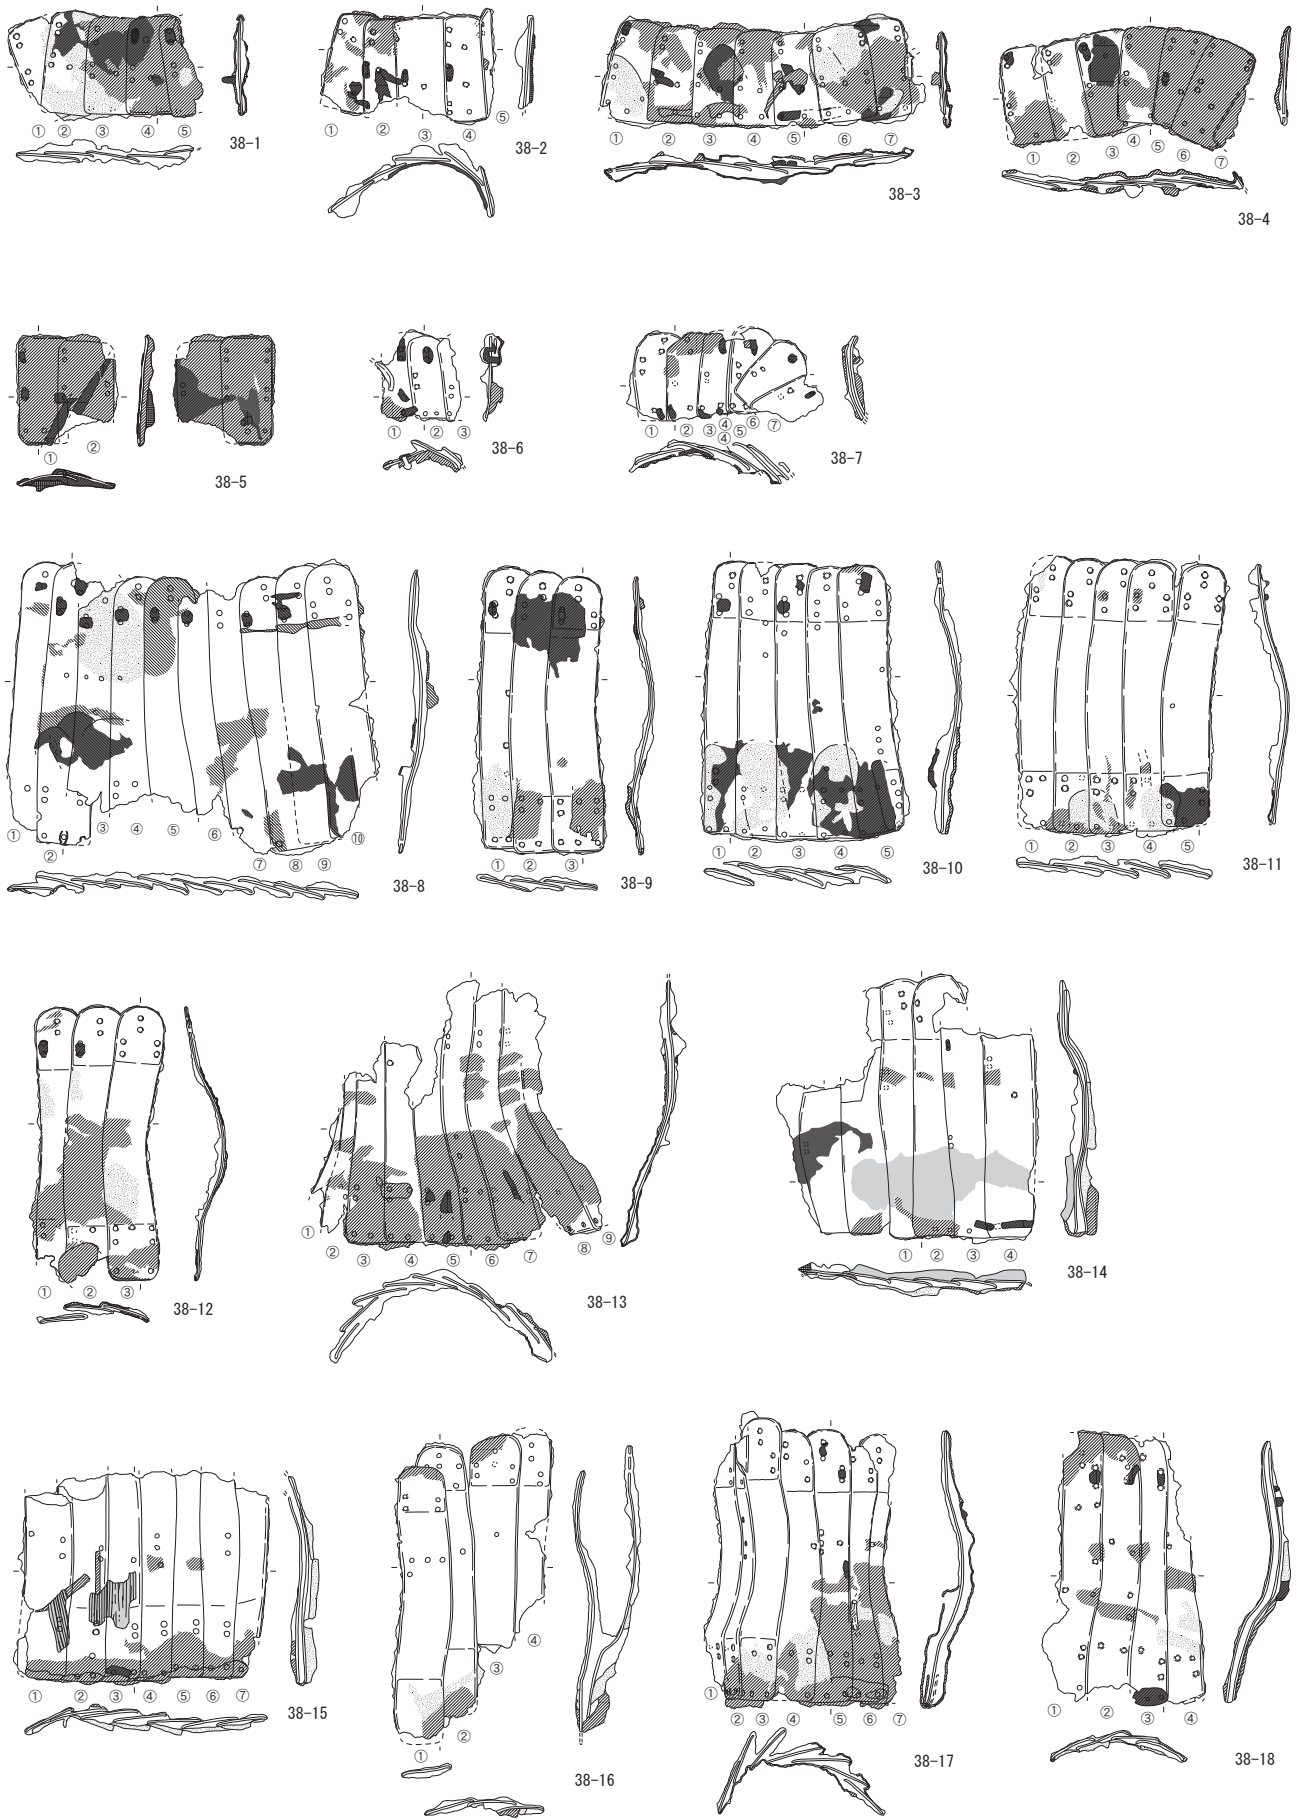 ① ② ③ ④ ⑤
38-1
① ② ③ ④ ⑤
38-2
① ② ③ ④ ⑤ ⑥ ⑦
38-3
① ② ③ ④ ⑤ ⑥ ⑦
38-4
① ②
38-5
① ② ③
38-6
① ② ③ ④ ⑤ ⑥ ⑦
④
38-7
① ② ③ ④ ⑤ ⑥ ⑦ ⑧ ⑨ ⑩
38-8
① ② ③
38-9
① ② ③ ④ ⑤
38-10
① ② ③ ④ ⑤
38-11
① ② ③
38-12
① ② ③ ④ ⑤ ⑥ ⑦ ⑧ ⑨
38-13
① ② ③ ④
38-14
① ② ③ ④ ⑤ ⑥ ⑦
38-15
① ② ③ ④
38-16
① ② ③ ④ ⑤ ⑥ ⑦
38-17
① ② ③ ④
38-18